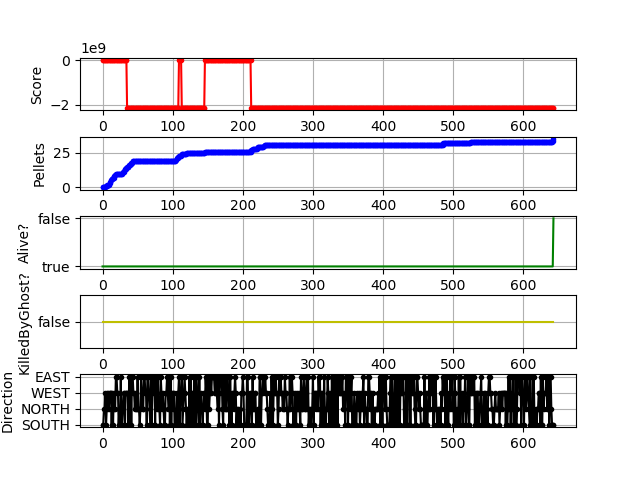 1e9
Score
0
−2
0 100 200 300 400 500 600
Pellets
25
0
0 100 200 300 400 500 600
Alive?
false
true
0 100 200 300 400 500 600
KilledByGhost?
false
0 100 200 300 400 500 600
Direction
EAST
WEST
NORTH
SOUTH
0 100 200 300 400 500 600